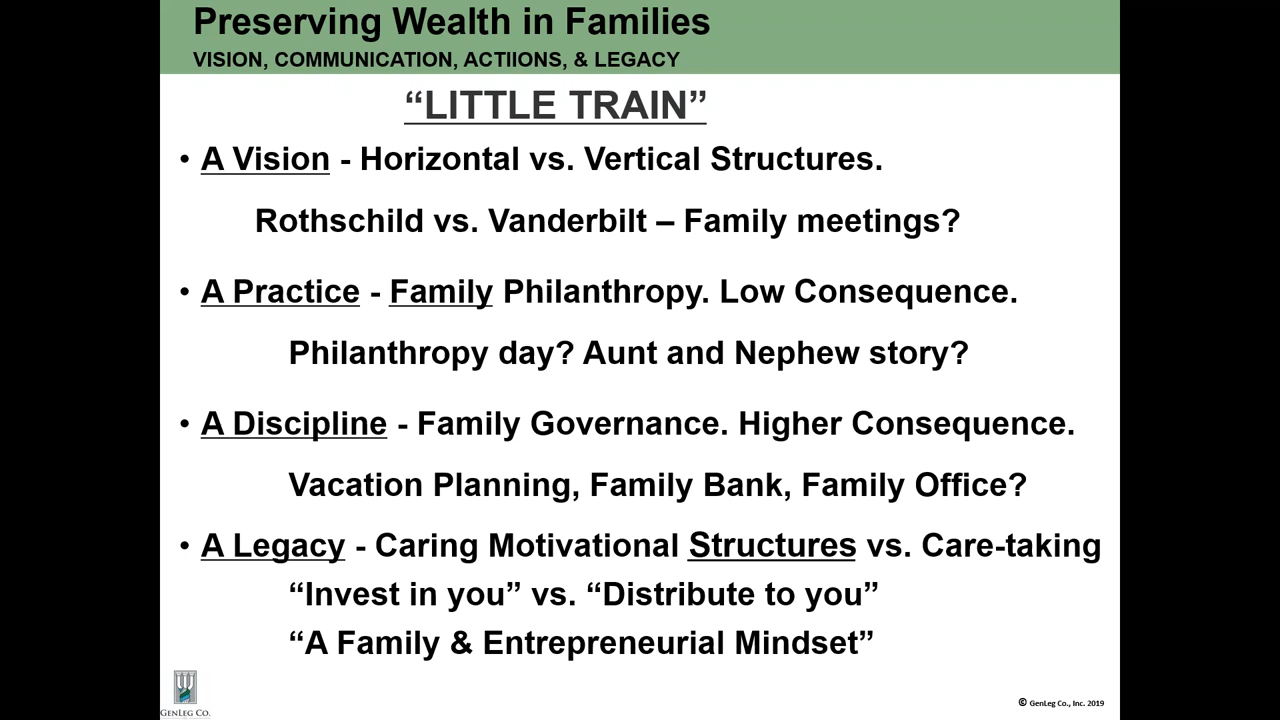 Preserving Wealth in Families
VISION, COMMUNICATION, ACTIIONS, & LEGACY
“LITTLE TRAIN”
• A Vision - Horizontal vs. Vertical Structures.
Rothschild vs. Vanderbilt – Family meetings?
• A Practice - Family Philanthropy. Low Consequence.
Philanthropy day? Aunt and Nephew story?
• A Discipline - Family Governance. Higher Consequence.
Vacation Planning, Family Bank, Family Office?
• A Legacy - Caring Motivational Structures vs. Care-taking
“Invest in you” vs. “Distribute to you”
“A Family & Entrepreneurial Mindset”
GENLEG CO.
© GenLeg Co., Inc. 2019